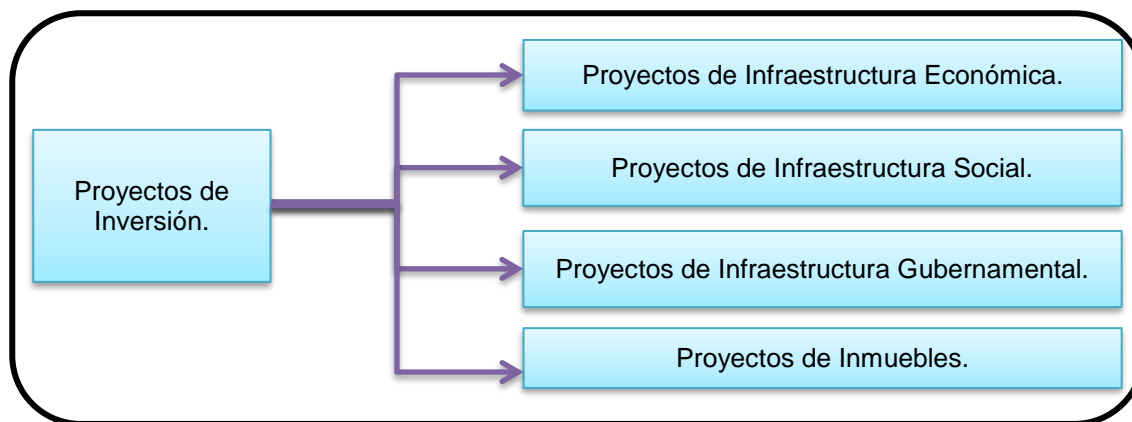 Proyectos de Infraestructura Económica.
Proyectos de Infraestructura Social.
Proyectos de
Inversión.
Proyectos de Infraestructura Gubernamental.
Proyectos de Inmuebles.